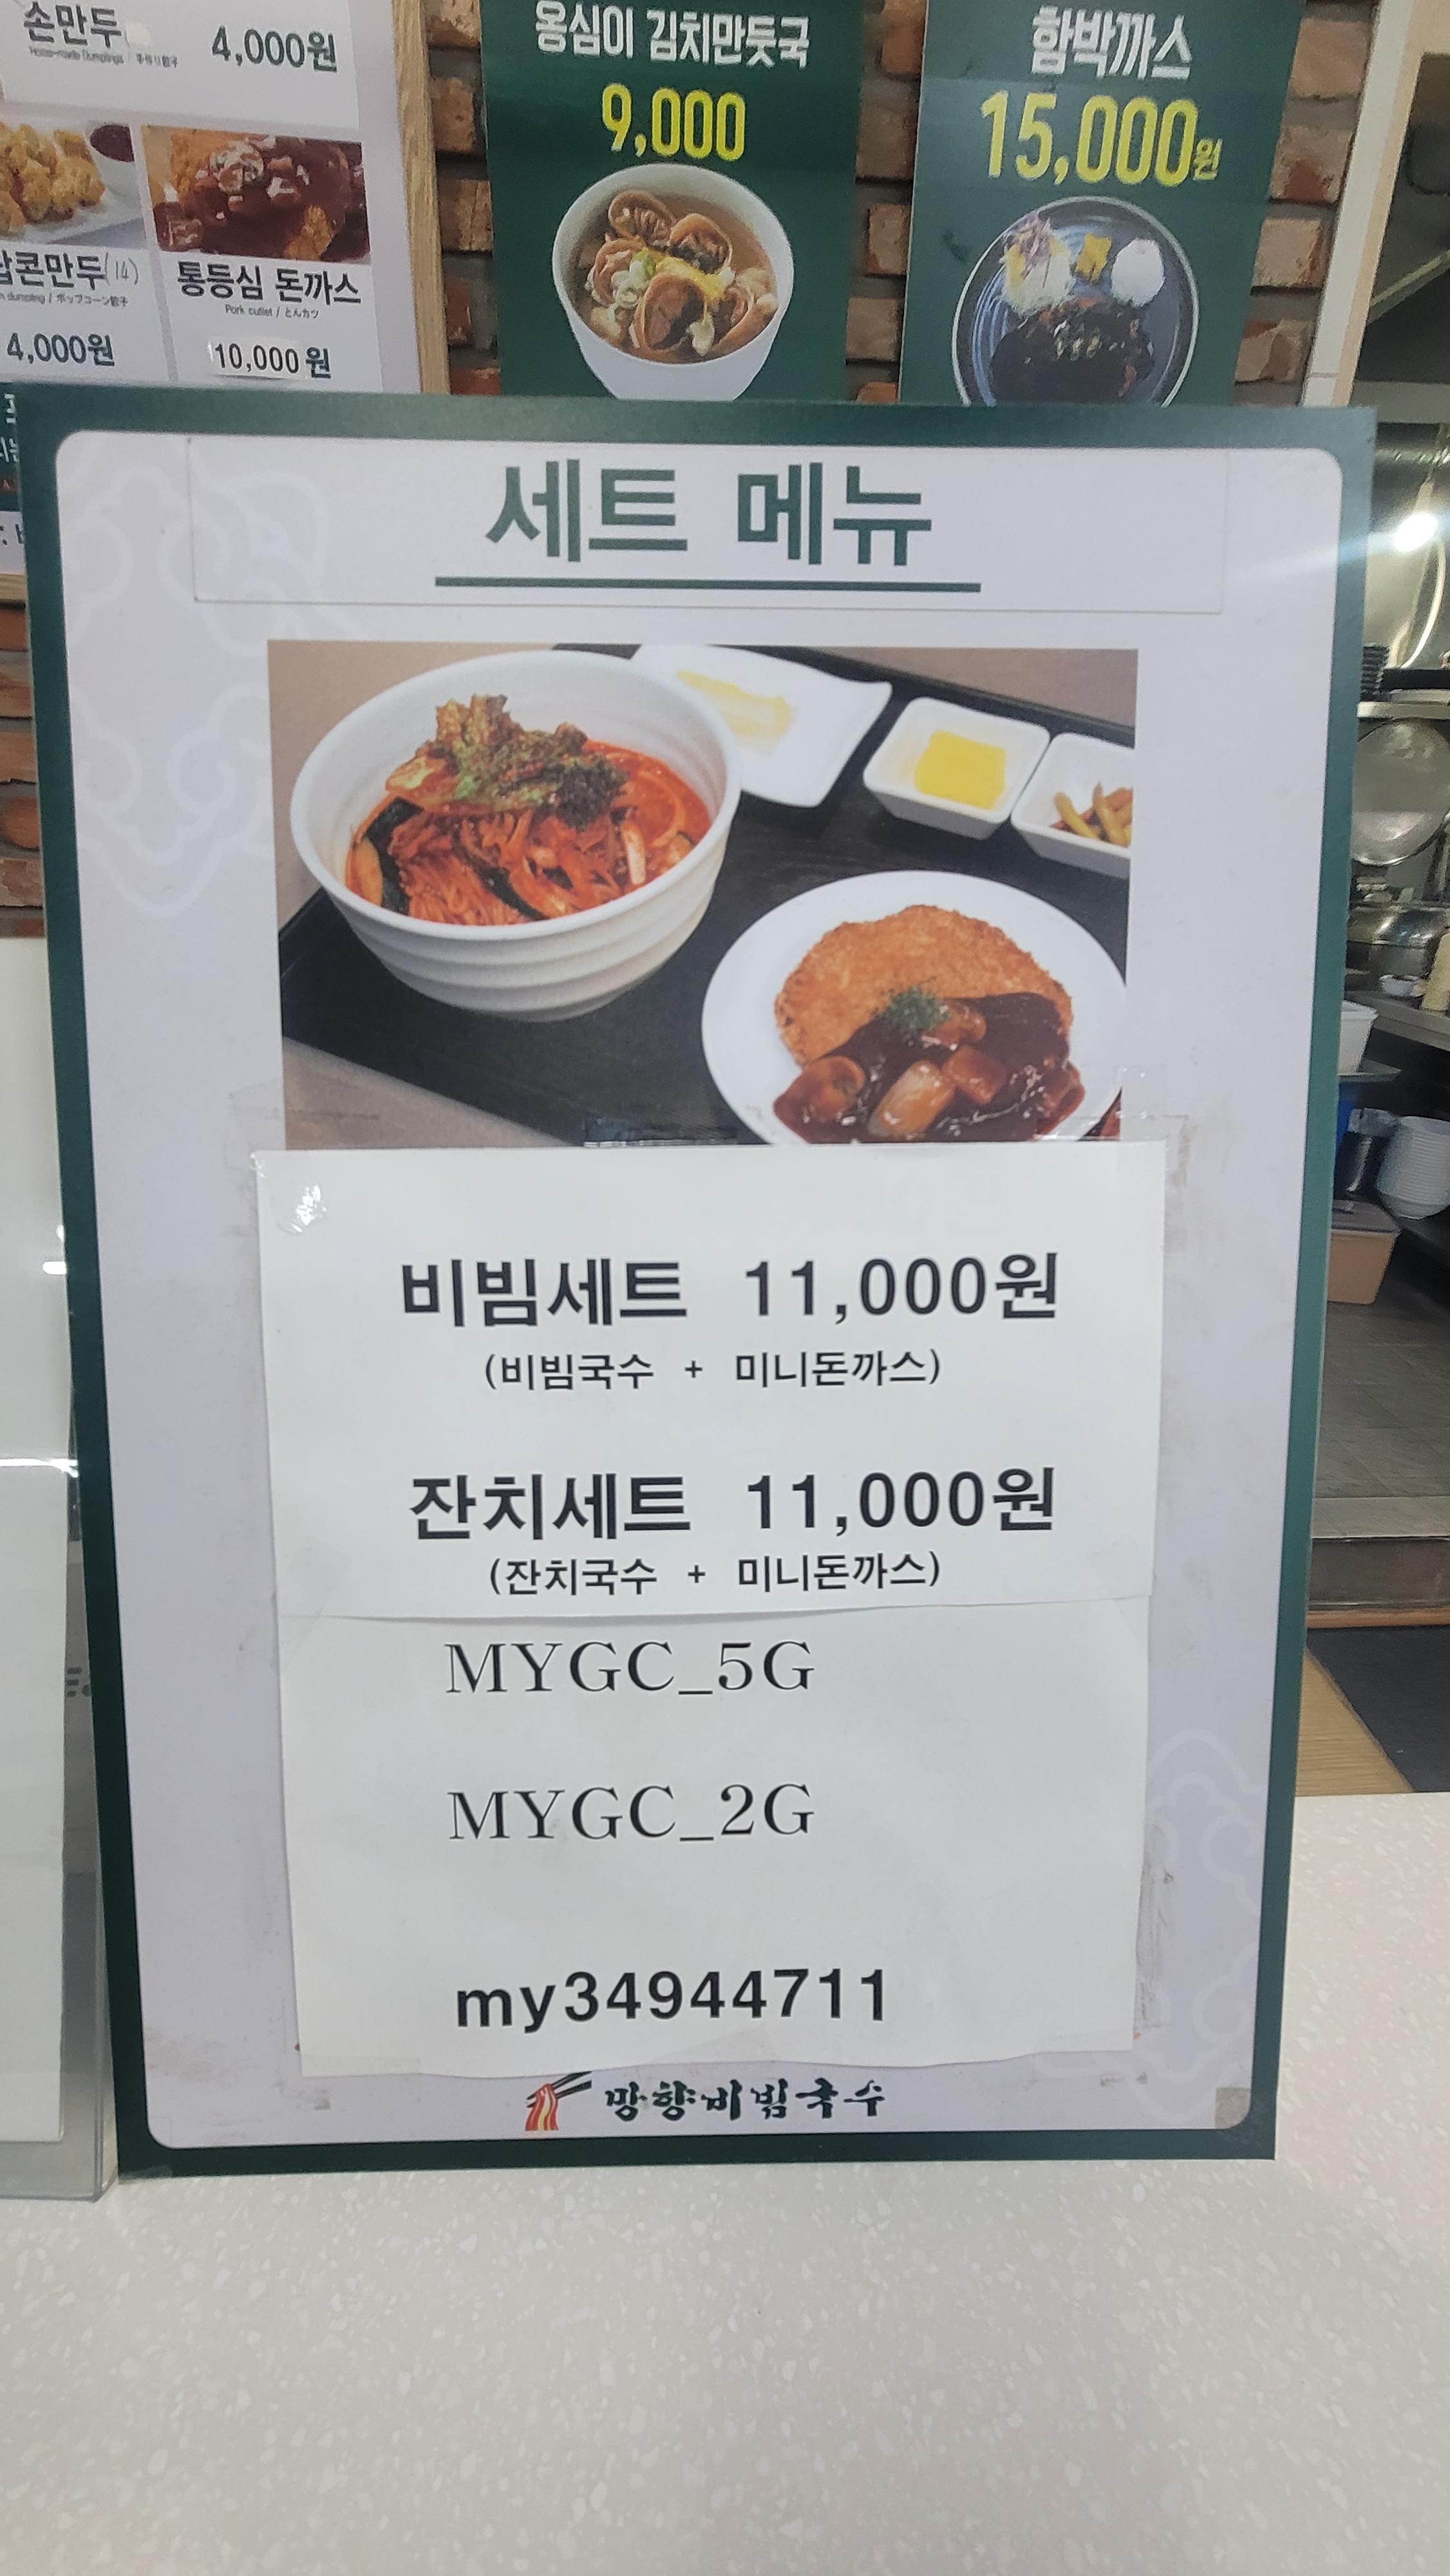 손만두 4,000원
통등심 돈까스
Pork cutlet / とんカツ
4,000원
10,000원
옹심이 김치만둣국
9,000
함박까스
15,000원
세트 메뉴
비빔세트 11,000원
(비빔국수 + 미니돈까스)
잔치세트 11,000원
(잔치국수 + 미니돈까스)
MYGC_5G
MYGC_2G
my34944711
망향비빔국수